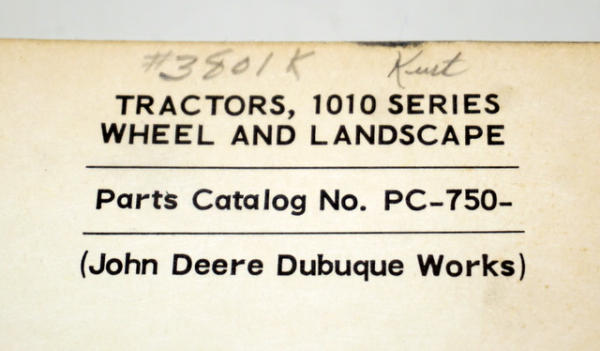 #3801K Kurt
TRACTORS, 1010 SERIES
WHEEL AND LANDSCAPE
Parts Catalog No. PC-750-
(John Deere Dubuque Works)